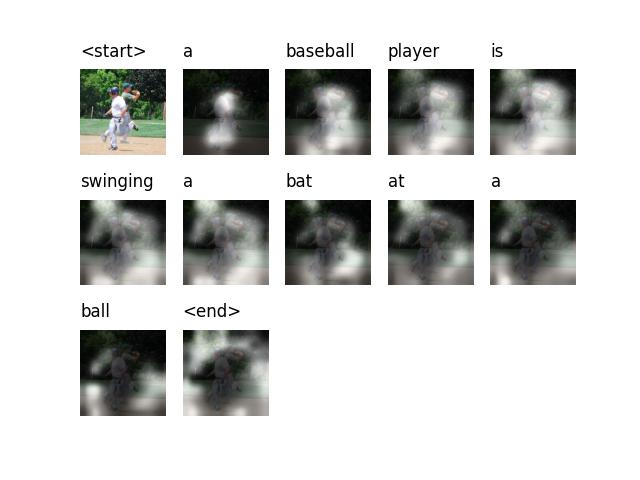 <start> a baseball player is
swinging a bat at a
ball <end>